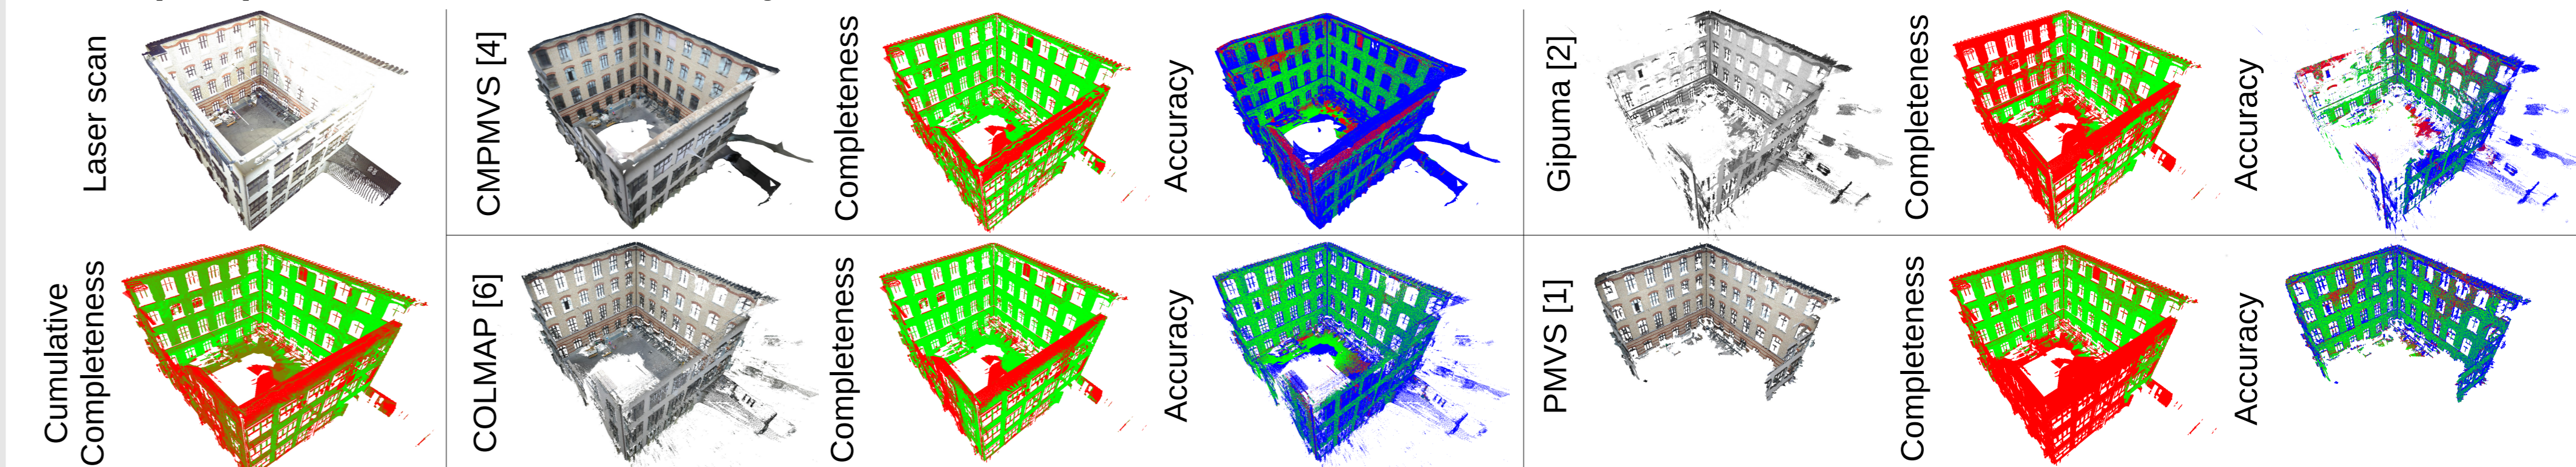 Laser scan
CMPMVS [4]
Completeness
Accuracy
Gipuma [2]
Completeness
Accuracy
Cumulative
Completeness
COLMAP [6]
Completeness
Accuracy
PMVS [1]
Completeness
Accuracy